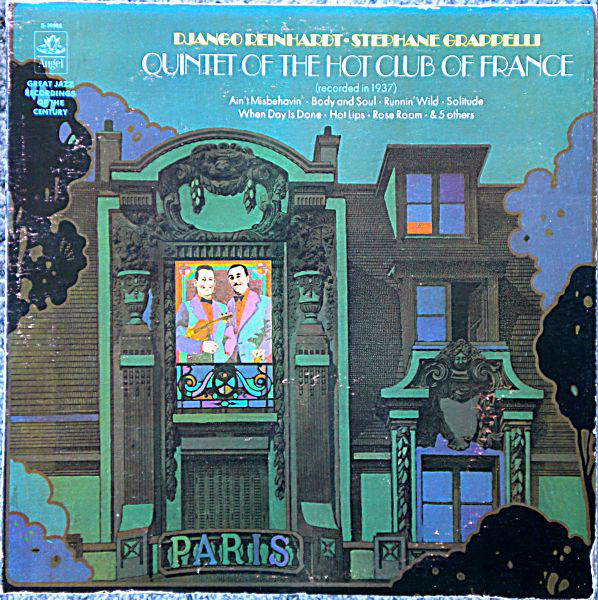 S-36985
Angel
GREAT JAZZ
RECORDINGS
OF THE
CENTURY
DJANGO REINHARDT • STEPHANE GRAPPELLI
QUINTET OF THE HOT CLUB OF FRANCE
(recorded in 1937)
Ain't Misbehavin' • Body and Soul • Runnin' Wild • Solitude
When Day Is Done • Hot Lips • Rose Room • & 5 others
PARIS